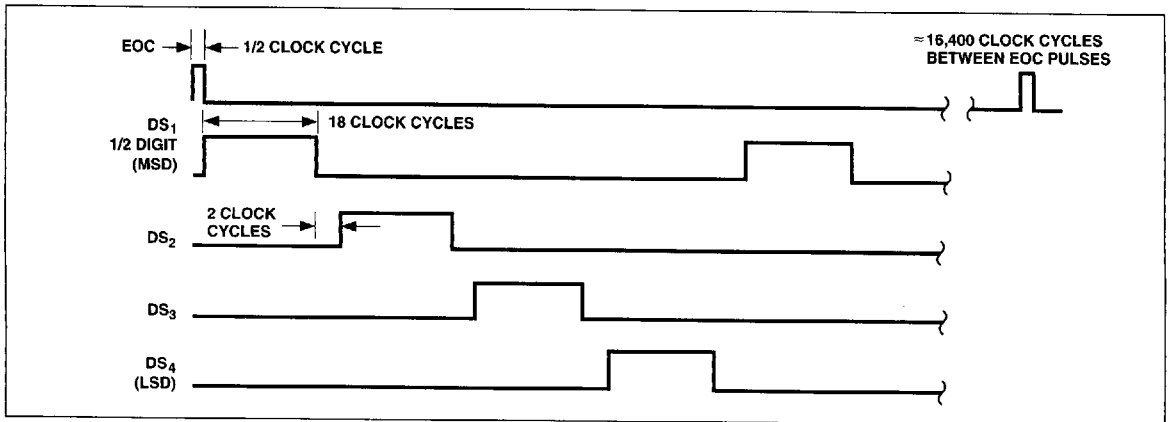 EOC
1/2 CLOCK CYCLE
≈16,400 CLOCK CYCLES
BETWEEN EOC PULSES
DS1
1/2 DIGIT
(MSD)
18 CLOCK CYCLES
2 CLOCK
CYCLES
DS2
DS3
DS4
(LSD)